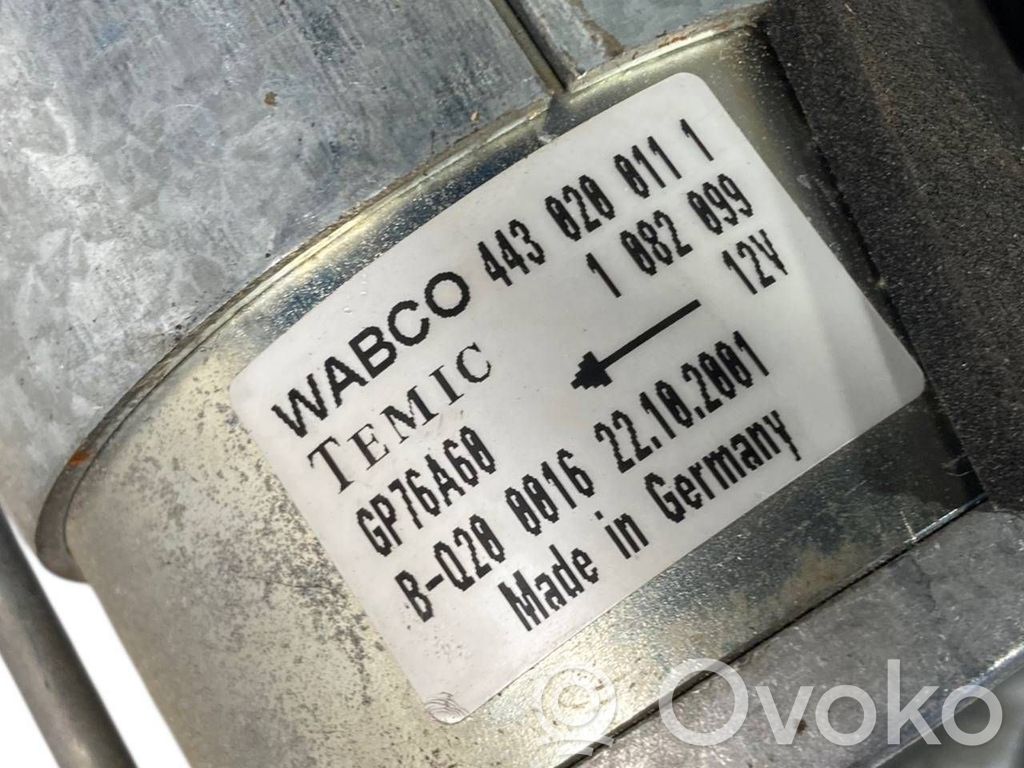 WABCO 443 020 011 1
TEMIC 1 082 099
GP76A60 12V
B-Q20 0016 22.10.2001
Made in Germany
Ovoko